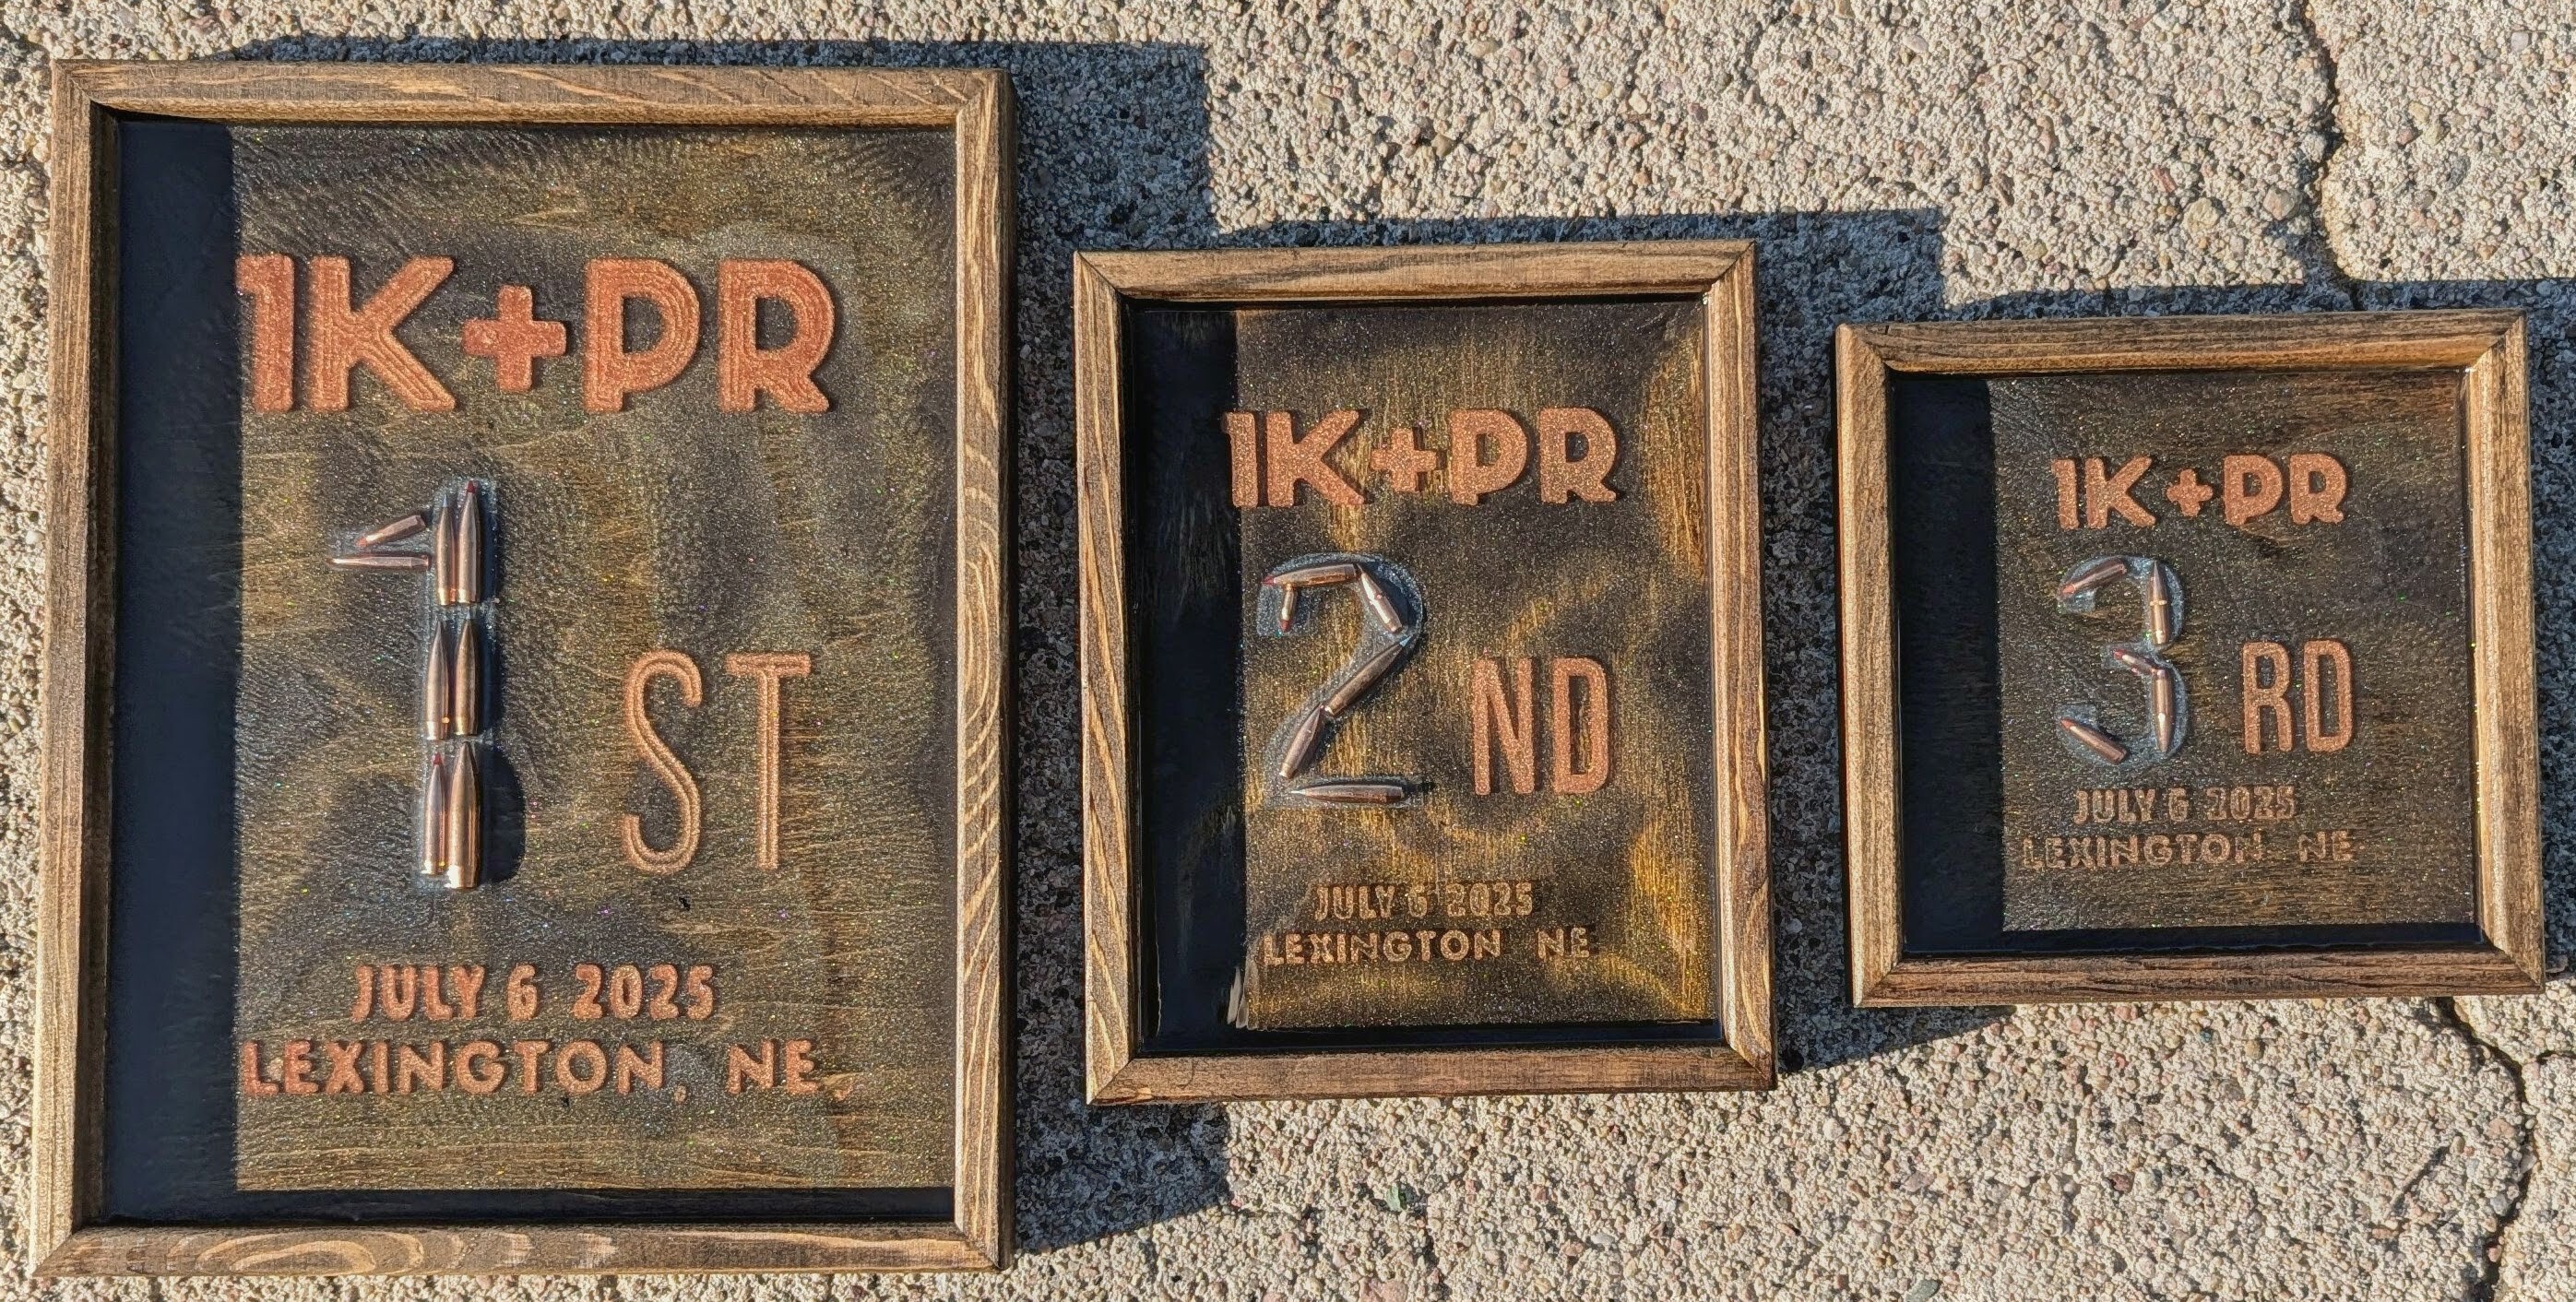 1K+PR
1 ST
JULY 6 2025
LEXINGTON, NE,
1K+PR
2 ND
JULY 6 2025
LEXINGTON NE
1K+PR
3 RD
JULY 6 2025
LEXINGTON NE